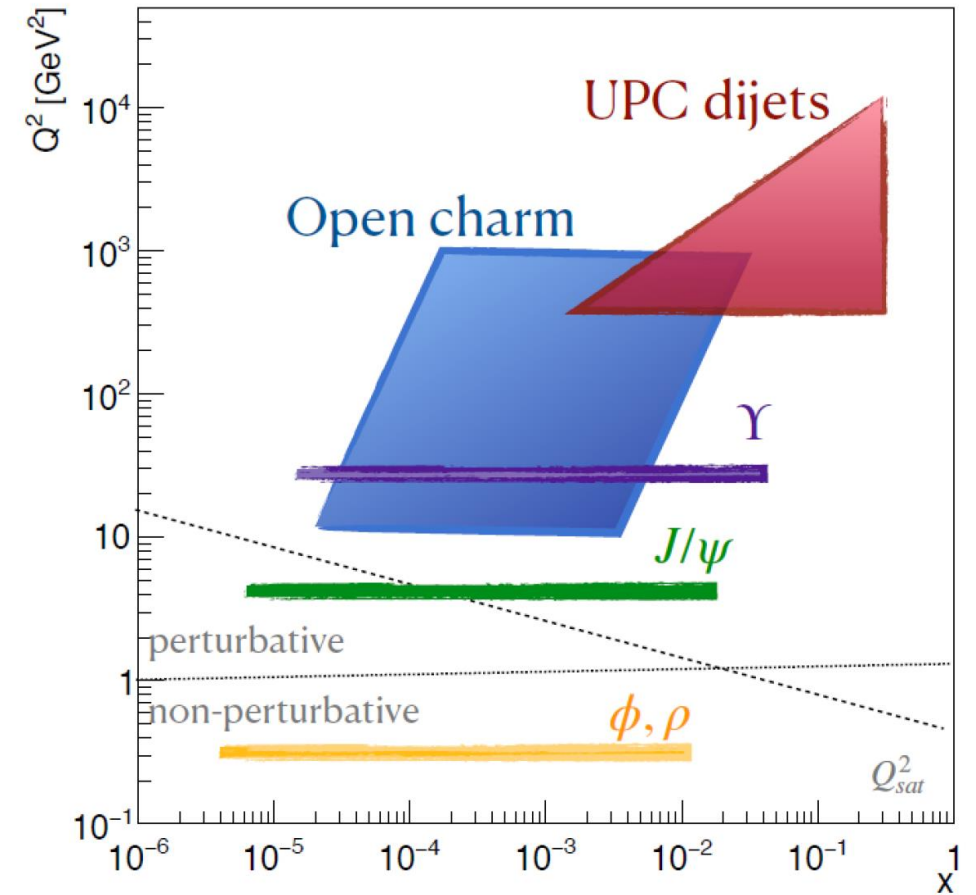 Q² [GeV²]
10⁴
10³
10²
10
1
10⁻¹
UPC dijets
Open charm
ϒ
J/ψ
perturbative
non-perturbative
ϕ, ρ
Q²sat
10⁻⁶ 10⁻⁵ 10⁻⁴ 10⁻³ 10⁻² 10⁻¹ 1
x